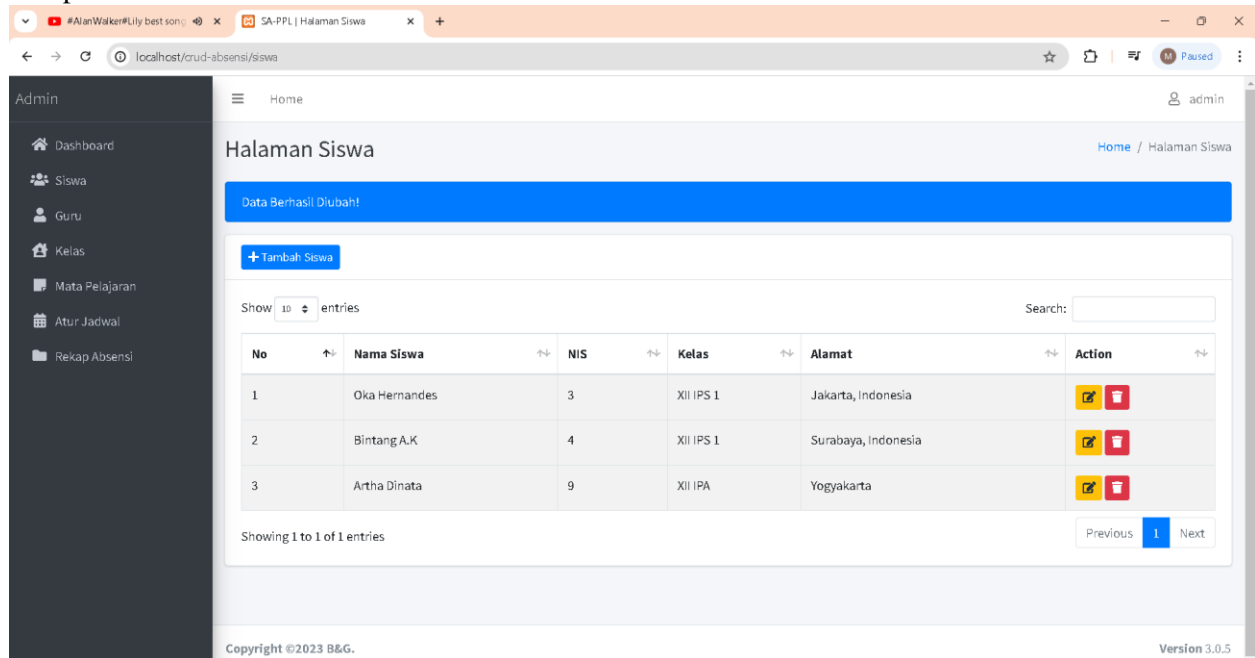 #AlanWalker#Lily best song
SA-PPL | Halaman Siswa
localhost/crud-absensi/siswa
M Paused
Admin
Home
admin
Dashboard
Siswa
Guru
Kelas
Mata Pelajaran
Atur Jadwal
Rekap Absensi
Halaman Siswa
Home / Halaman Siswa
Data Berhasil Diubah!
+ Tambah Siswa
Show 10 entries
Search:
No Nama Siswa NIS Kelas Alamat Action
1 Oka Hernandes 3 XII IPS 1 Jakarta, Indonesia
2 Bintang A.K 4 XII IPS 1 Surabaya, Indonesia
3 Artha Dinata 9 XII IPA Yogyakarta
Showing 1 to 1 of 1 entries
Previous 1 Next
Copyright ©2023 B&G.
Version 3.0.5